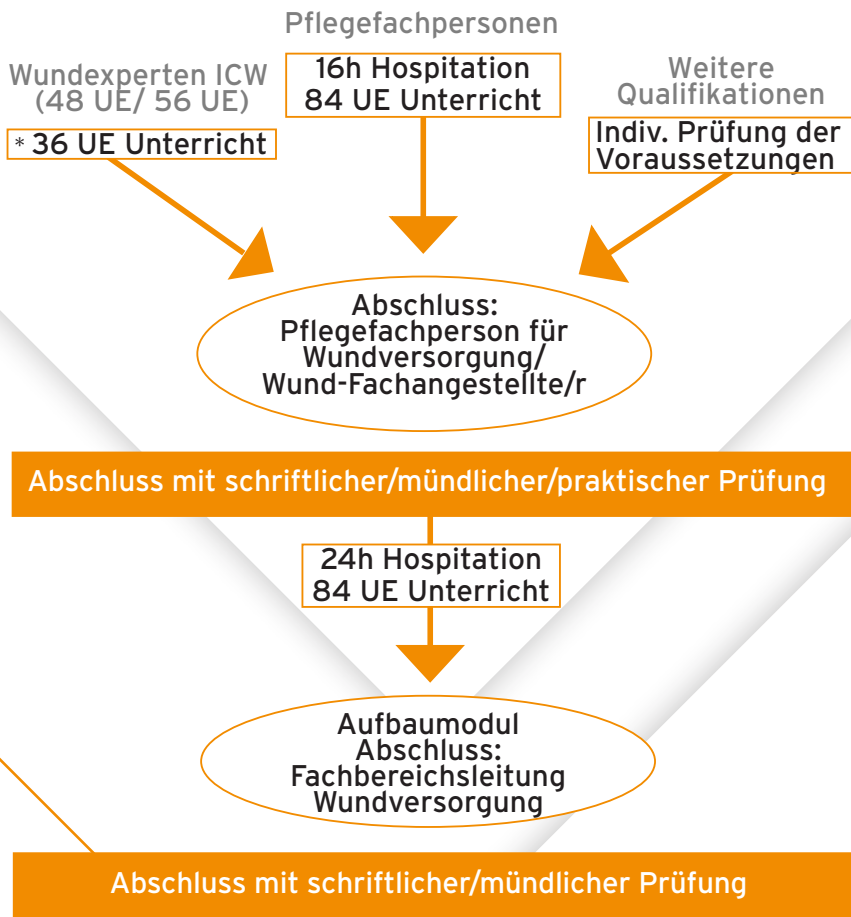 Pflegefachpersonen
Wundexperten ICW
(48 UE/ 56 UE)
* 36 UE Unterricht
16h Hospitation
84 UE Unterricht
Weitere
Qualifikationen
Indiv. Prüfung der
Voraussetzungen
Abschluss:
Pflegefachperson für
Wundversorgung/
Wund-Fachangestellte/r
Abschluss mit schriftlicher/mündlicher/praktischer Prüfung
24h Hospitation
84 UE Unterricht
Aufbaumodul
Abschluss:
Fachbereichsleitung
Wundversorgung
Abschluss mit schriftlicher/mündlicher Prüfung